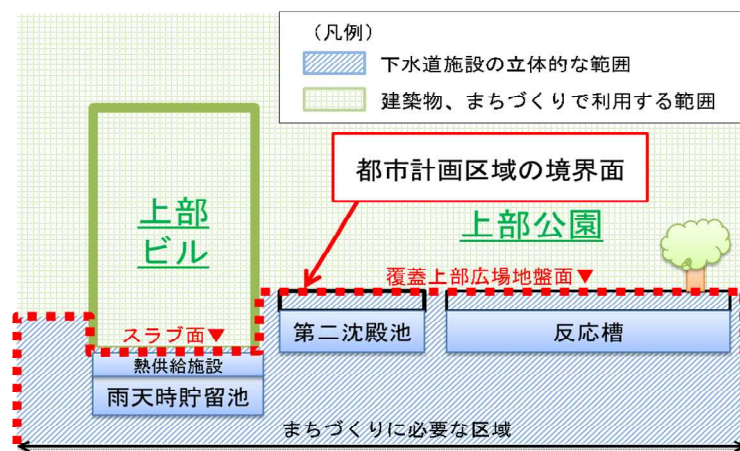 （凡例）
下水道施設の立体的な範囲
建築物、まちづくりで利用する範囲
都市計画区域の境界面
上部
ビル
上部公園
覆蓋上部広場地盤面▼
スラブ面▼
第二沈殿池
反応槽
熱供給施設
雨天時貯留池
まちづくりに必要な区域